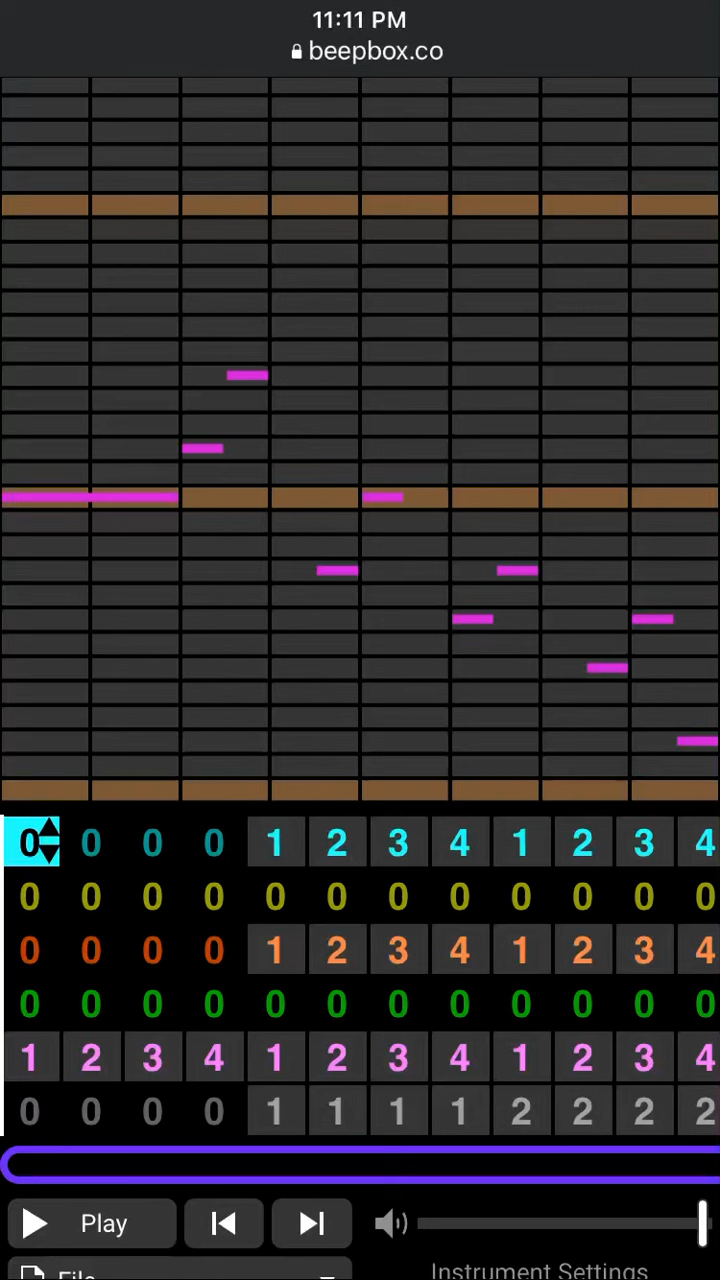 11:11 PM
beepbox.co
0 0 0 0 1 2 3 4 1 2 3 4
0 0 0 0 0 0 0 0 0 0 0 0
0 0 0 0 1 2 3 4 1 2 3 4
0 0 0 0 0 0 0 0 0 0 0 0
1 2 3 4 1 2 3 4 1 2 3 4
0 0 0 0 1 1 1 1 2 2 2 2
Play
File
Instrument Settings